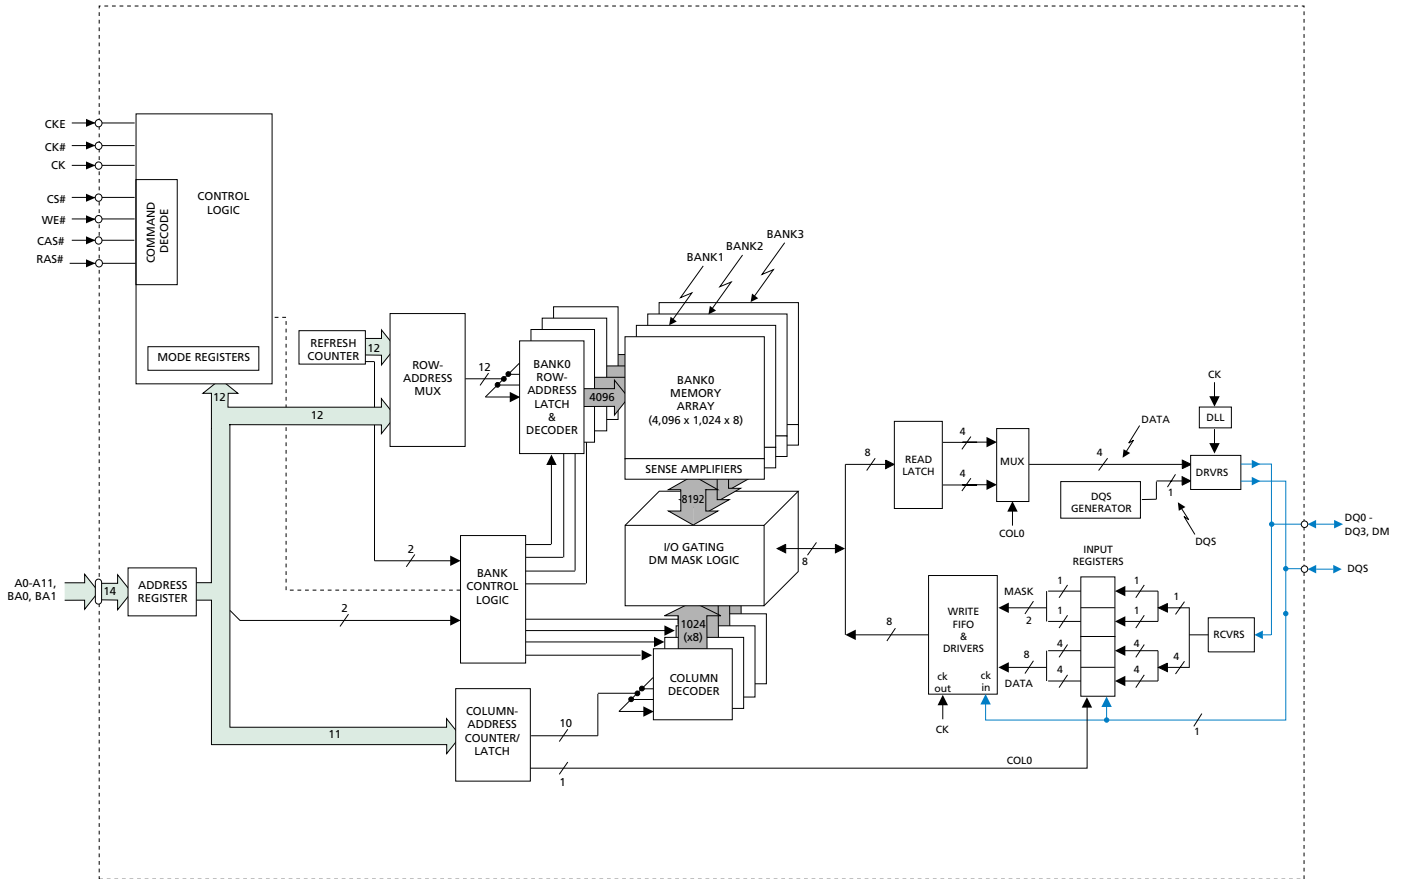 CKE
CK#
CK
CS#
WE#
CAS#
RAS#
COMMAND
DECODE
CONTROL
LOGIC
MODE REGISTERS
REFRESH
COUNTER
12
12
12
ROW-
ADDRESS
MUX
12
BANK0
ROW-
ADDRESS
LATCH
&
DECODER
4096
BANK1
BANK2
BANK3
BANK0
MEMORY
ARRAY
(4,096 x 1,024 x 8)
SENSE AMPLIFIERS
8192
I/O GATING
DM MASK LOGIC
8
A0-A11,
BA0, BA1
14
ADDRESS
REGISTER
2
2
BANK
CONTROL
LOGIC
1024
(x8)
COLUMN
DECODER
11
COLUMN-
ADDRESS
COUNTER/
LATCH
10
1
COL0
8
READ
LATCH
4
4
MUX
COL0
4
DATA
CK
DLL
DRVRS
DQS
GENERATOR
1
DQS
DQ0 -
DQ3, DM
DQS
INPUT
REGISTERS
8
WRITE
FIFO
&
DRIVERS
ck
out
ck
in
CK
MASK
2
8
DATA
1
1
4
4
1
1
4
4
1
4
RCVRS
1